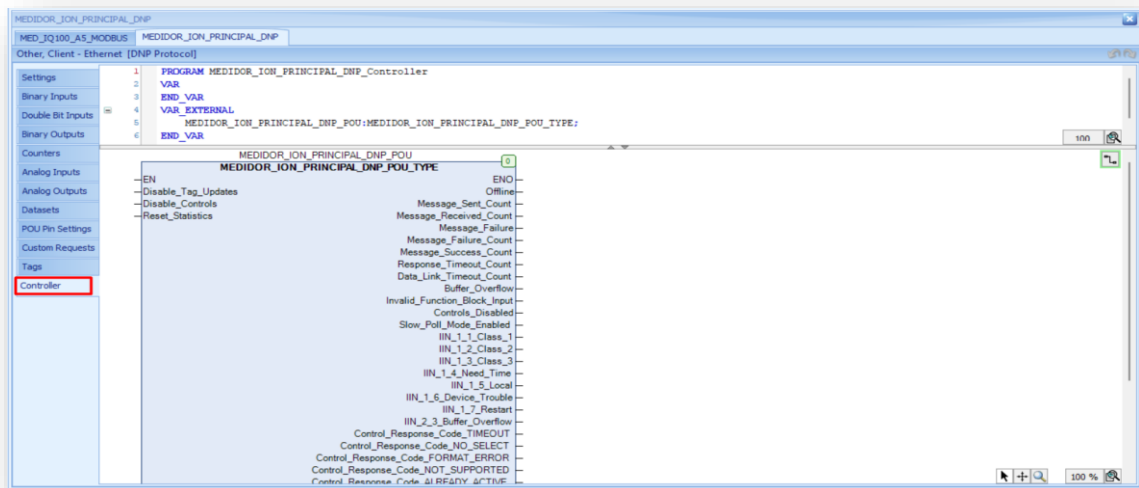 MEDIDOR_ION_PRINCIPAL_DNP
MED_IQ100_A5_MODBUS MEDIDOR_ION_PRINCIPAL_DNP
Other, Client - Ethernet [DNP Protocol]
Settings
Binary Inputs
Double Bit Inputs
Binary Outputs
Counters
Analog Inputs
Analog Outputs
Datasets
POU Pin Settings
Custom Requests
Tags
Controller
1 PROGRAM MEDIDOR_ION_PRINCIPAL_DNP_Controller
2 VAR
3 END_VAR
4 VAR_EXTERNAL
5 MEDIDOR_ION_PRINCIPAL_DNP_POU:MEDIDOR_ION_PRINCIPAL_DNP_POU_TYPE;
6 END_VAR
100
MEDIDOR_ION_PRINCIPAL_DNP_POU
0
MEDIDOR_ION_PRINCIPAL_DNP_POU_TYPE
EN ENO
Disable_Tag_Updates Offline
Disable_Controls Message_Sent_Count
Reset_Statistics Message_Received_Count
Message_Failure
Message_Failure_Count
Message_Success_Count
Response_Timeout_Count
Data_Link_Timeout_Count
Buffer_Overflow
Invalid_Function_Block_Input
Controls_Disabled
Slow_Poll_Mode_Enabled
IIN_1_1_Class_1
IIN_1_2_Class_2
IIN_1_3_Class_3
IIN_1_4_Need_Time
IIN_1_5_Local
IIN_1_6_Device_Trouble
IIN_1_7_Restart
IIN_2_3_Buffer_Overflow
Control_Response_Code_TIMEOUT
Control_Response_Code_NO_SELECT
Control_Response_Code_FORMAT_ERROR
Control_Response_Code_NOT_SUPPORTED
Control_Response_Code_ALREADY_ACTIVE
100 %